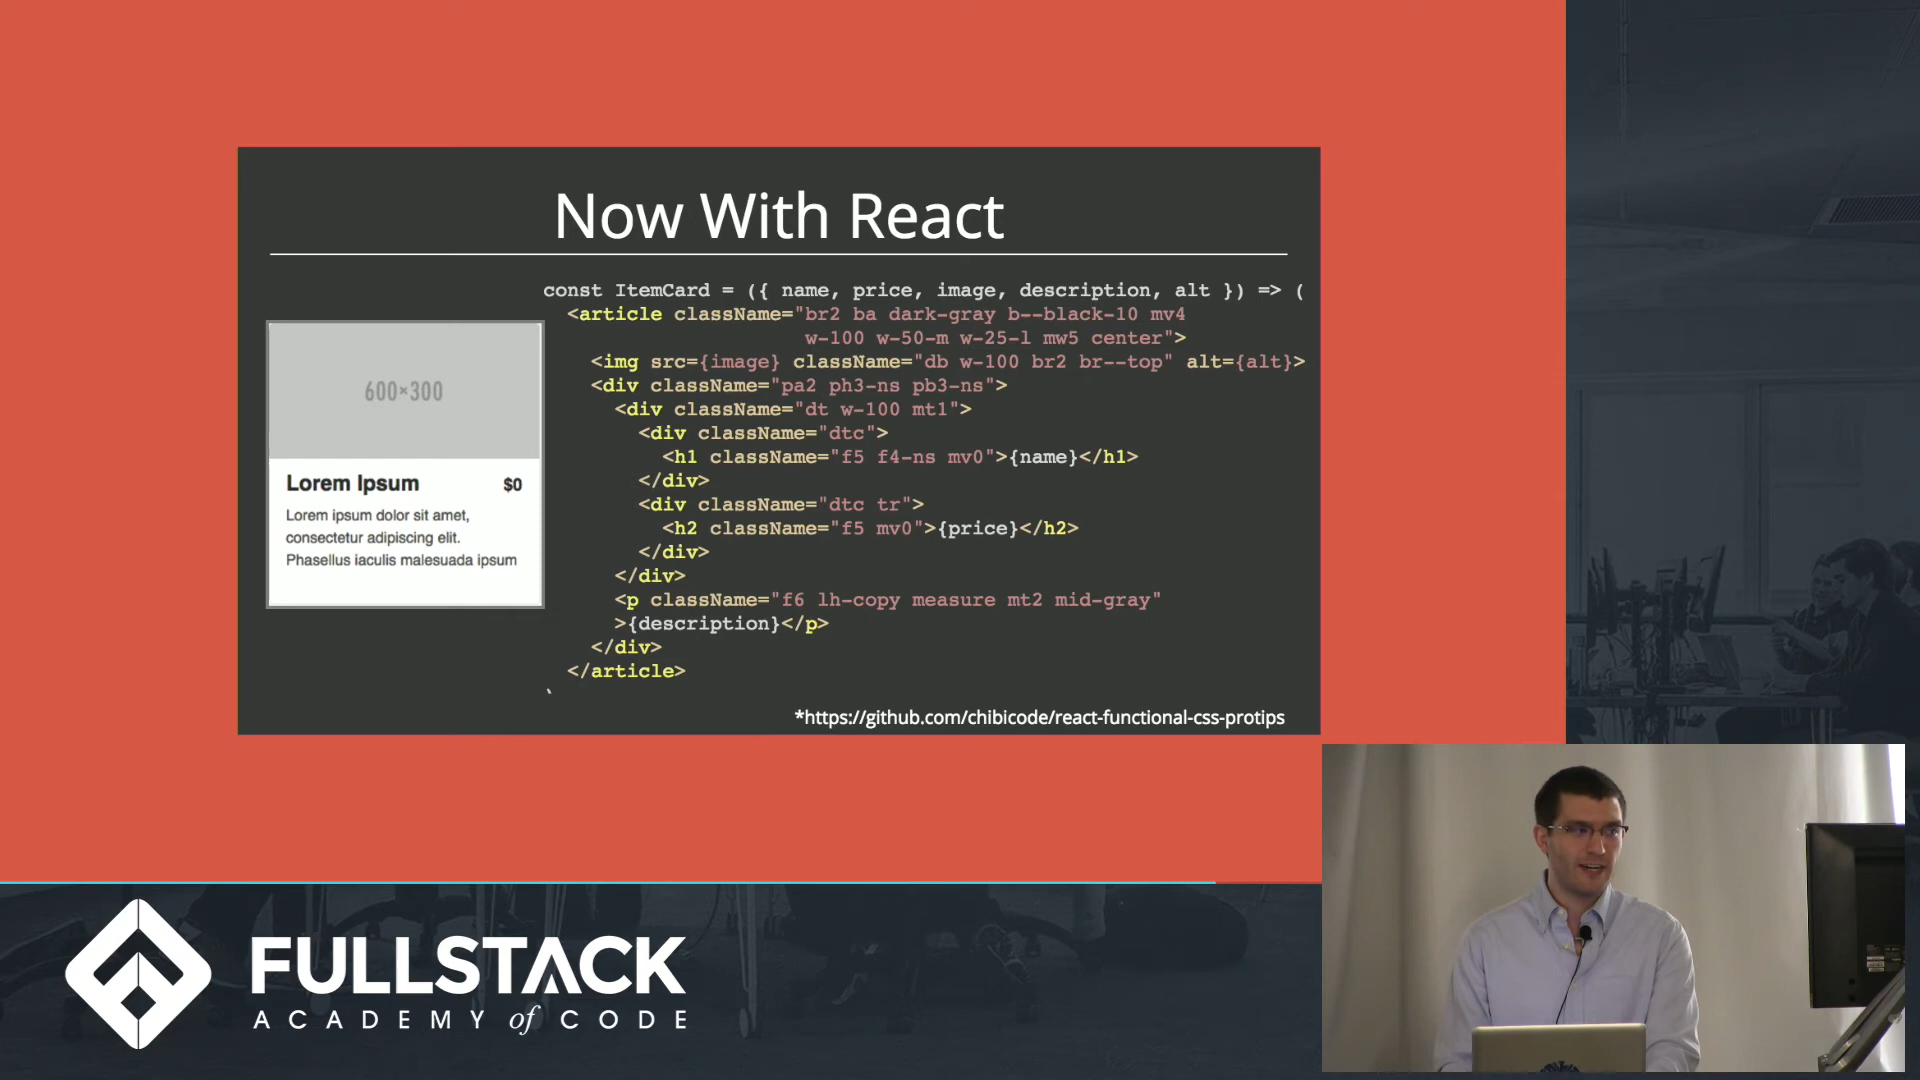 Now With React
const ItemCard = ({ name, price, image, description, alt }) => (
<article className="br2 ba dark-gray b--black-10 mv4
w-100 w-50-m w-25-l mw5 center">
<img src={image} className="db w-100 br2 br--top" alt={alt}>
<div className="pa2 ph3-ns pb3-ns">
<div className="dt w-100 mt1">
<div className="dtc">
<h1 className="f5 f4-ns mv0">{name}</h1>
</div>
<div className="dtc tr">
<h2 className="f5 mv0">{price}</h2>
</div>
</div>
<p className="f6 lh-copy measure mt2 mid-gray"
>{description}</p>
</div>
</article>
600×300
Lorem Ipsum $0
Lorem ipsum dolor sit amet,
consectetur adipiscing elit.
Phasellus iaculis malesuada ipsum
*https://github.com/chibicode/react-functional-css-protips
FULLSTACK
ACADEMY of CODE